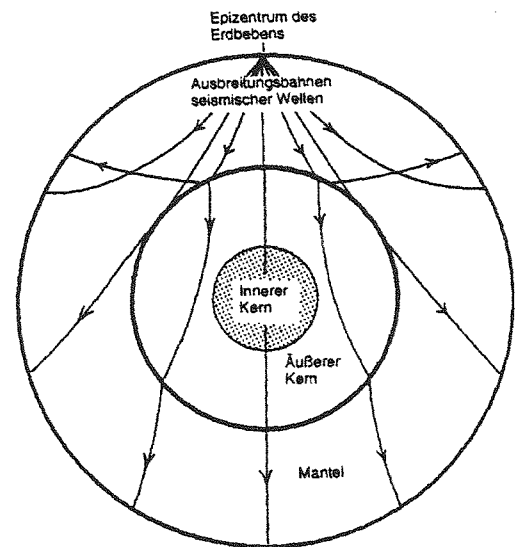 Epizentrum des
Erdbebens
Ausbreitungsbahnen
seismischer Wellen
Innerer
Kern
Äußerer
Kern
Mantel